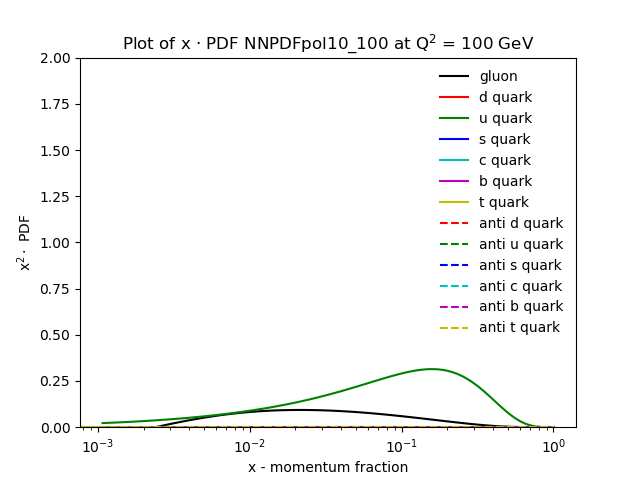 Plot of x · PDF NNPDFpol10_100 at Q² = 100 GeV
2.00
1.75
1.50
1.25
1.00
0.75
0.50
0.25
0.00
x² · PDF
gluon
d quark
u quark
s quark
c quark
b quark
t quark
anti d quark
anti u quark
anti s quark
anti c quark
anti b quark
anti t quark
10⁻³ 10⁻² 10⁻¹ 10⁰
x - momentum fraction